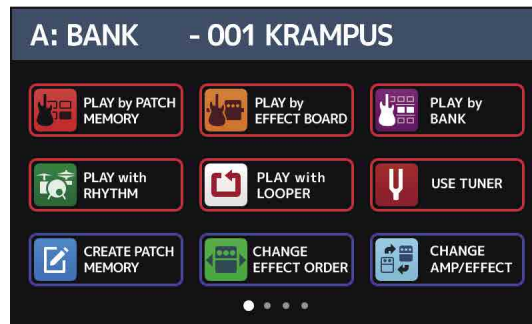 A: BANK - 001 KRAMPUS
PLAY by PATCH
MEMORY
PLAY by
EFFECT BOARD
PLAY by
BANK
PLAY with
RHYTHM
PLAY with
LOOPER
USE TUNER
CREATE PATCH
MEMORY
CHANGE
EFFECT ORDER
CHANGE
AMP/EFFECT